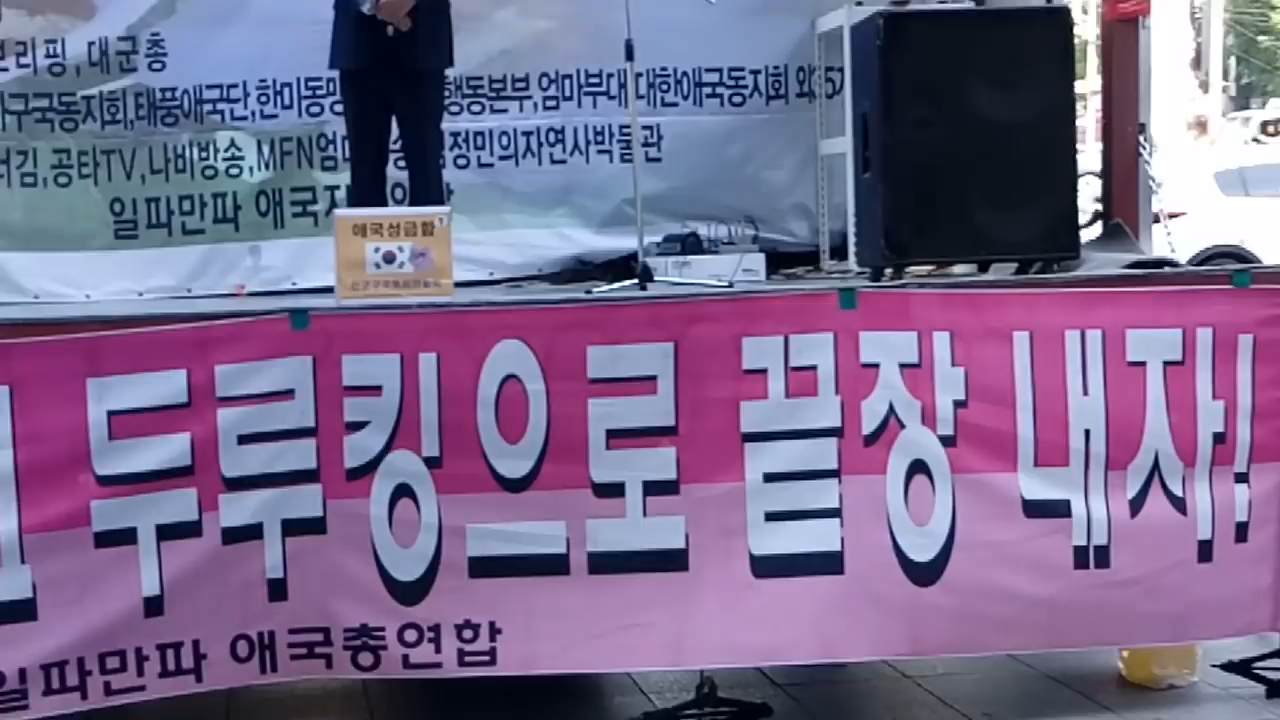 브리핑, 대군총
구국동지회,태풍애국단,한미동맹 행동본부,엄마부대 대한애국동지회 외
공타TV,나비방송,MFN엄마 정민의자연사박물관
일파만파 애국
애국성금함
두루킹으로 끝장 내자!
일파만파 애국총연합